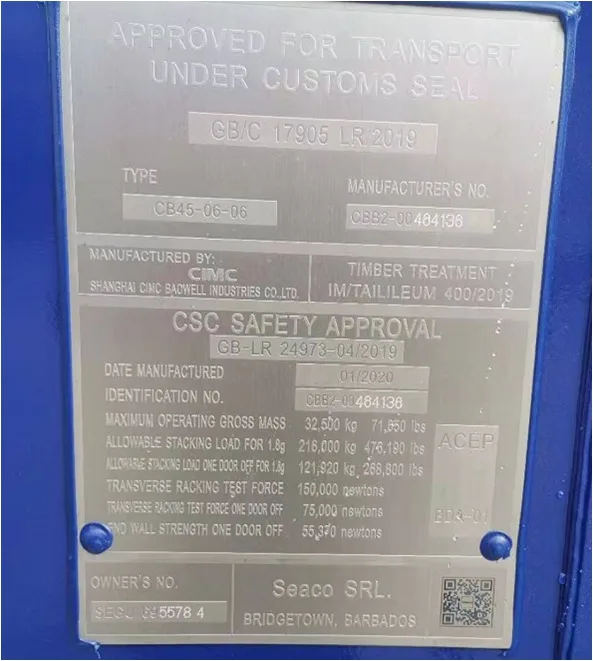 APPROVED FOR TRANSPORT
UNDER CUSTOMS SEAL
GB/C 17905 LR 2019
TYPE
CB45-06-06
MANUFACTURER'S NO.
CBB2-00484136
MANUFACTURED BY:
CIMC
SHANGHAI CIMC BAOWELL INDUSTRIES CO.,LTD.
TIMBER TREATMENT
IM/TAILILEUM 400/2019
CSC SAFETY APPROVAL
GB-LR 24973-04/2019
DATE MANUFACTURED 01/2020
IDENTIFICATION NO. CBB2-00484136
MAXIMUM OPERATING GROSS MASS 32,500 kg 71,650 lbs
ALLOWABLE STACKING LOAD FOR 1.8g 216,000 kg 476,190 lbs
ALLOWABLE STACKING LOAD ONE DOOR OFF FOR 1.8g 121,920 kg 268,800 lbs
TRANSVERSE RACKING TEST FORCE 150,000 newtons
TRANSVERSE RACKING TEST FORCE ONE DOOR OFF 75,000 newtons
END WALL STRENGTH ONE DOOR OFF 55,370 newtons
ACEP
OWNER'S NO.
5578 4
Seaco SRL.
BRIDGETOWN, BARBADOS